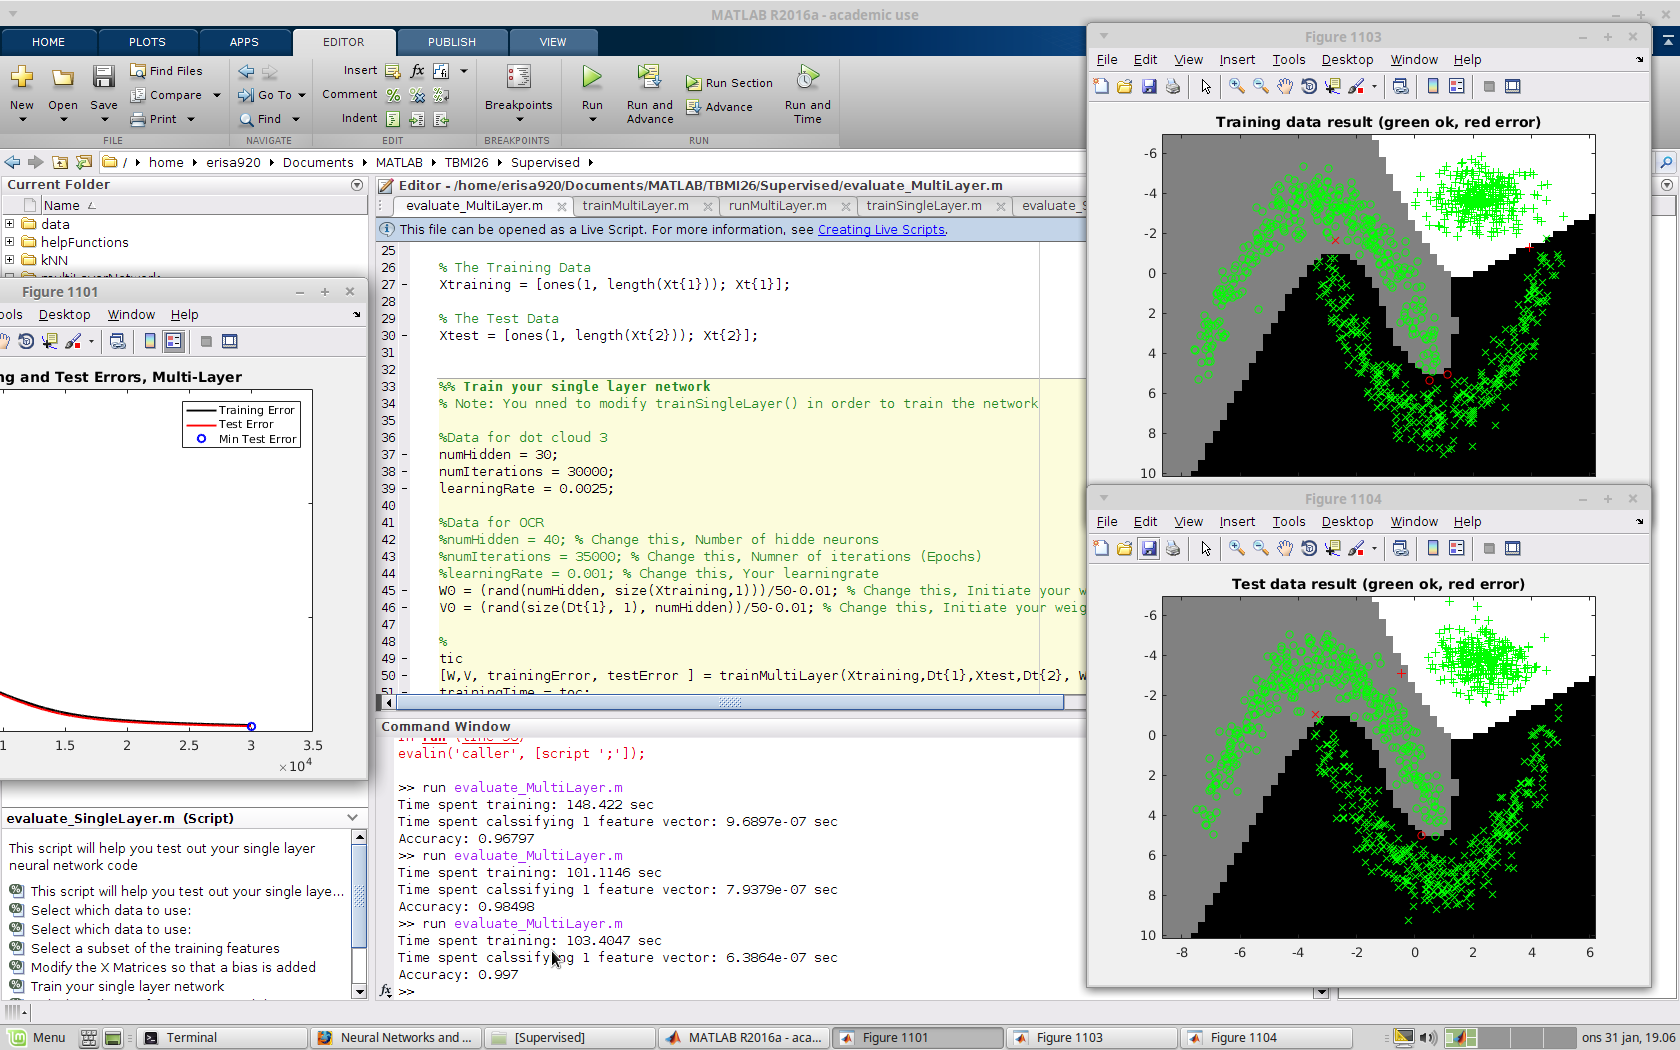 MATLAB R2016a - academic use
HOME PLOTS APPS EDITOR PUBLISH VIEW
New Open Save
Find Files
Compare
Print
Go To
Find
Insert
Comment
Indent
Breakpoints
Run
Run and Advance
Run Section
Advance
Run and Time
FILE NAVIGATE EDIT BREAKPOINTS RUN
/ home erisa920 Documents MATLAB TBMI26 Supervised
Current Folder
Name
data
helpFunctions
kNN
multiLayerNetwork
Figure 1101
ools Desktop Window Help
ng and Test Errors, Multi-Layer
Training Error
Test Error
Min Test Error
1 1.5 2 2.5 3 3.5
×10^4
evaluate_SingleLayer.m (Script)
This script will help you test out your single layer
neural network code
This script will help you test out your single laye...
Select which data to use:
Select which data to use:
Select a subset of the training features
Modify the X Matrices so that a bias is added
Train your single layer network
Editor - /home/erisa920/Documents/MATLAB/TBMI26/Supervised/evaluate_MultiLayer.m
evaluate_MultiLayer.m trainMultiLayer.m runMultiLayer.m trainSingleLayer.m evaluate_S
This file can be opened as a Live Script. For more information, see Creating Live Scripts.
25
26 % The Training Data
27 - Xtraining = [ones(1, length(Xt{1})); Xt{1}];
28
29 % The Test Data
30 - Xtest = [ones(1, length(Xt{2})); Xt{2}];
31
32
33 %% Train your single layer network
34 % Note: You nned to modify trainSingleLayer() in order to train the network
35
36 %Data for dot cloud 3
37 - numHidden = 30;
38 - numIterations = 30000;
39 - learningRate = 0.0025;
40
41 %Data for OCR
42 %numHidden = 40; % Change this, Number of hidde neurons
43 %numIterations = 35000; % Change this, Numner of iterations (Epochs)
44 %learningRate = 0.001; % Change this, Your learningrate
45 - W0 = (rand(numHidden, size(Xtraining,1)))/50-0.01; % Change this, Initiate your w
46 - V0 = (rand(size(Dt{1}, 1), numHidden))/50-0.01; % Change this, Initiate your weig
47
48 %
49 - tic
50 - [W,V, trainingError, testError ] = trainMultiLayer(Xtraining,Dt{1},Xtest,Dt{2}, W
51 - trainingTime = toc;
Command Window
In run (line 96)
evalin('caller', [script ';']);
>> run evaluate_MultiLayer.m
Time spent training: 148.422 sec
Time spent calssifying 1 feature vector: 9.6897e-07 sec
Accuracy: 0.96797
>> run evaluate_MultiLayer.m
Time spent training: 101.1146 sec
Time spent calssifying 1 feature vector: 7.9379e-07 sec
Accuracy: 0.98498
>> run evaluate_MultiLayer.m
Time spent training: 103.4047 sec
Time spent calssifying 1 feature vector: 6.3864e-07 sec
Accuracy: 0.997
fx >>
Figure 1103
File Edit View Insert Tools Desktop Window Help
Training data result (green ok, red error)
-6
-4
-2
0
2
4
6
8
10
Figure 1104
File Edit View Insert Tools Desktop Window Help
Test data result (green ok, red error)
-6
-4
-2
0
2
4
6
8
10
-8 -6 -4 -2 0 2 4 6
Menu Terminal Neural Networks and ... [Supervised] MATLAB R2016a - aca... Figure 1101 Figure 1103 Figure 1104 ons 31 jan, 19.06